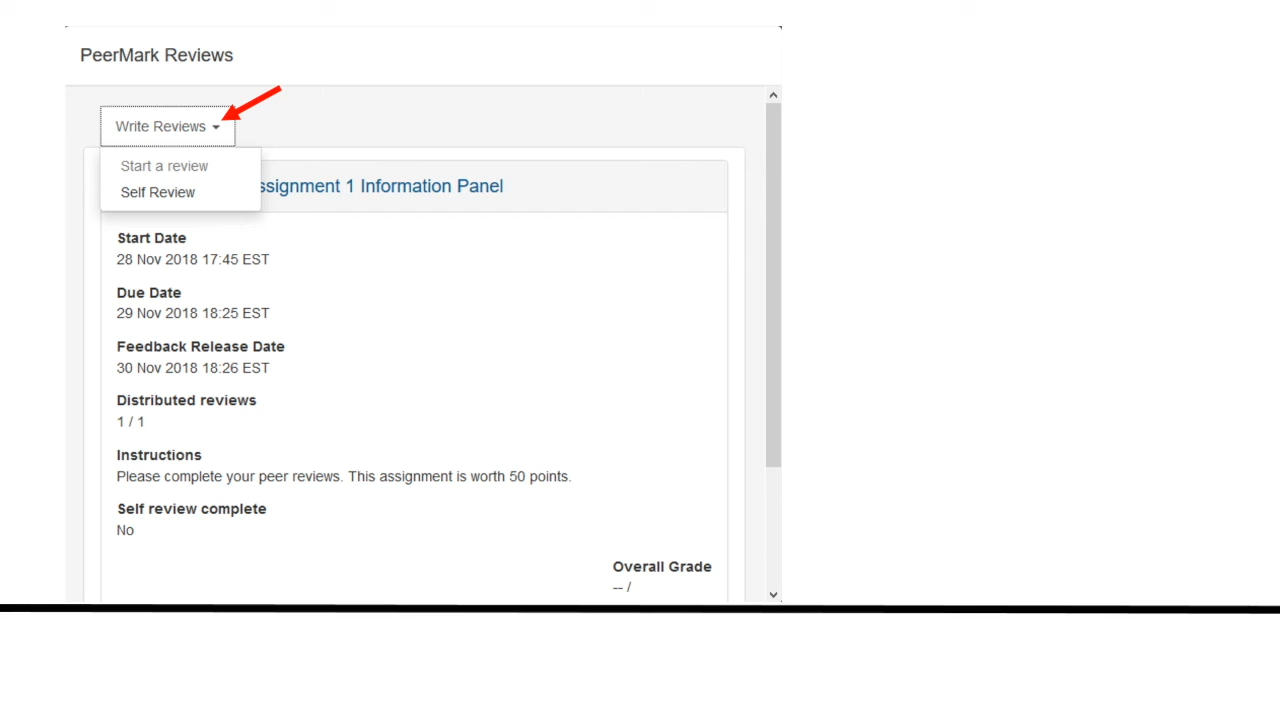 PeerMark Reviews
Write Reviews
Start a review
Self Review
ssignment 1 Information Panel
Start Date
28 Nov 2018 17:45 EST
Due Date
29 Nov 2018 18:25 EST
Feedback Release Date
30 Nov 2018 18:26 EST
Distributed reviews
1 / 1
Instructions
Please complete your peer reviews. This assignment is worth 50 points.
Self review complete
No
Overall Grade
-- /